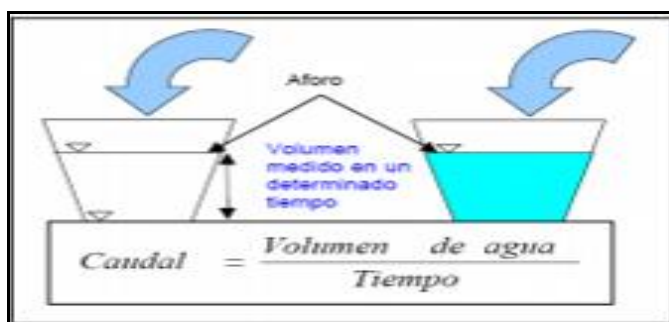 Aforo
Volumen
medido en un
determinado
tiempo
Caudal = Volumen de agua
Tiempo